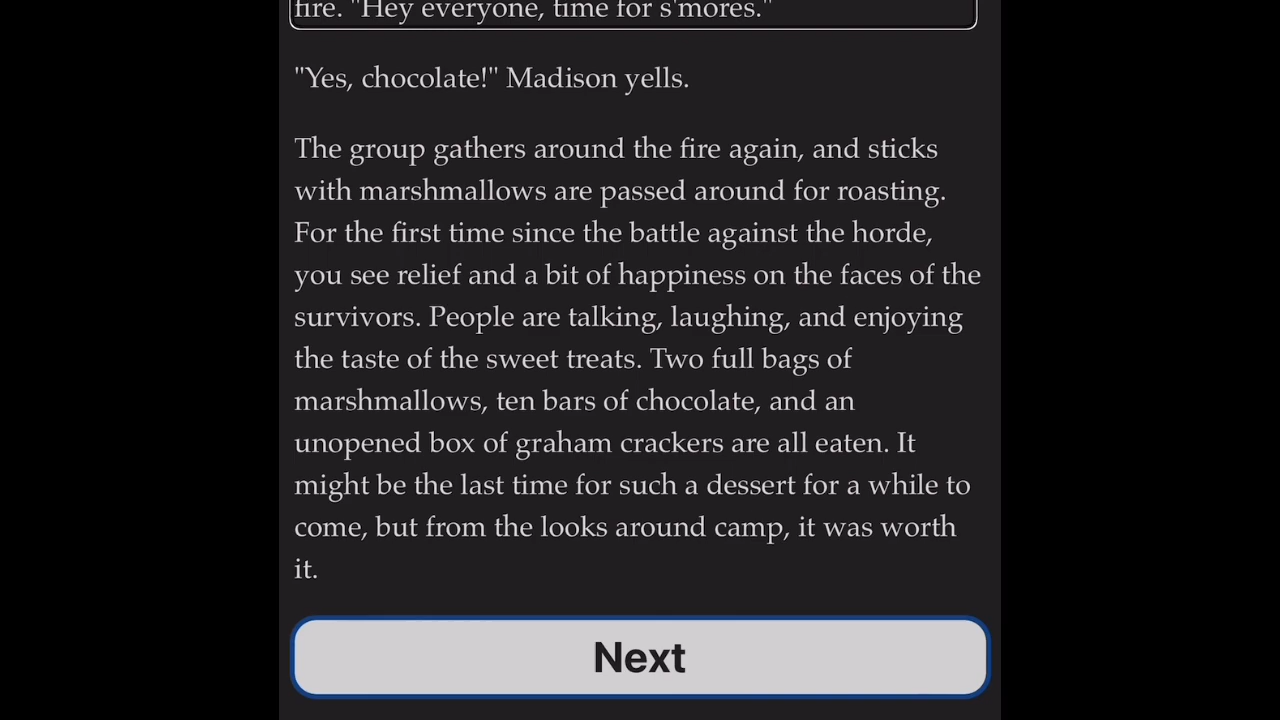 fire. "Hey everyone, time for s'mores."
"Yes, chocolate!" Madison yells.
The group gathers around the fire again, and sticks
with marshmallows are passed around for roasting.
For the first time since the battle against the horde,
you see relief and a bit of happiness on the faces of the
survivors. People are talking, laughing, and enjoying
the taste of the sweet treats. Two full bags of
marshmallows, ten bars of chocolate, and an
unopened box of graham crackers are all eaten. It
might be the last time for such a dessert for a while to
come, but from the looks around camp, it was worth
it.
Next